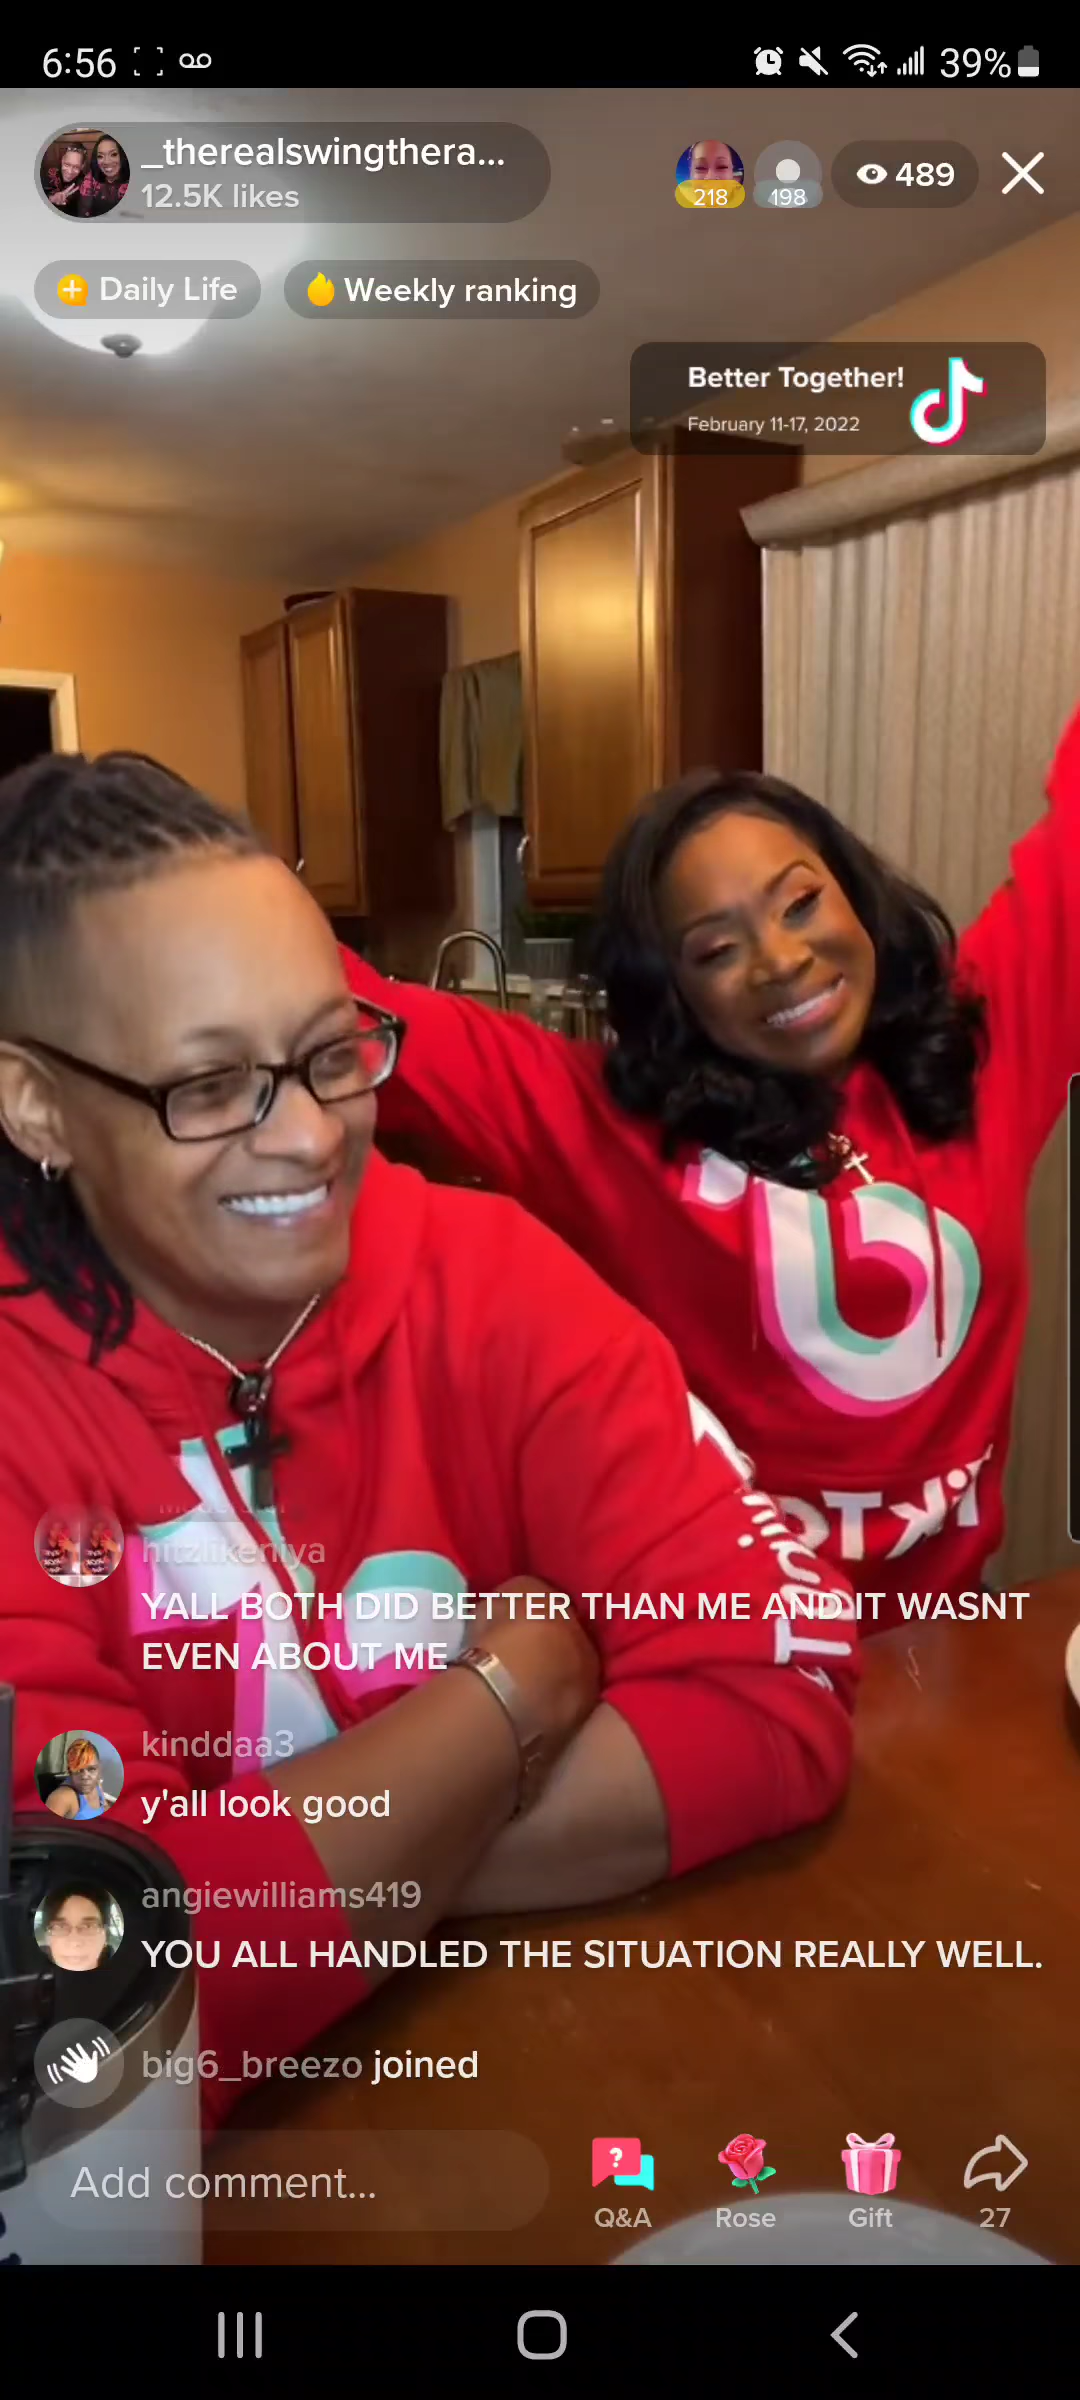 6:56
39%
_therealswingthera...
12.5K likes
218
198
489
Daily Life
Weekly ranking
Better Together!
February 11-17, 2022
hitzlikeniya
YALL BOTH DID BETTER THAN ME AND IT WASNT
EVEN ABOUT ME
kinddaa3
y'all look good
angiewilliams419
YOU ALL HANDLED THE SITUATION REALLY WELL.
big6_breezo joined
Add comment...
Q&A
Rose
Gift
27